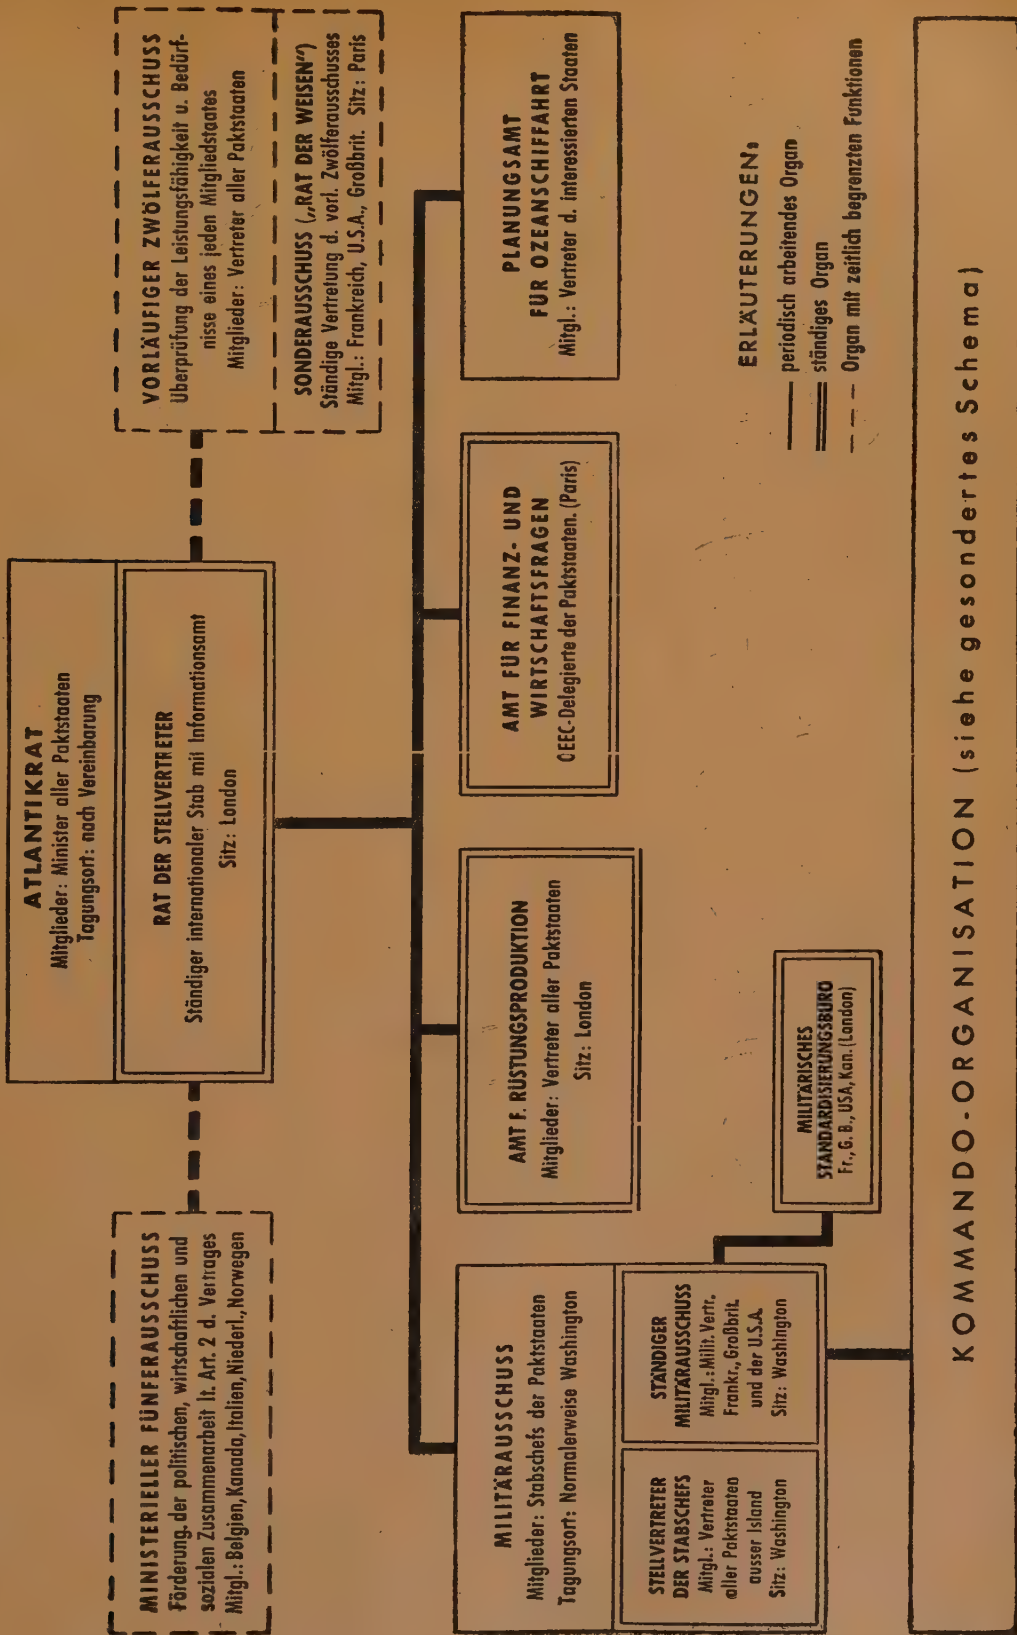 ATLANTIKRAT
Mitglieder: Minister aller Paktstaaten
Tagungsort: nach Vereinbarung
RAT DER STELLVERTRETER
Ständiger internationaler Stab mit Informationsamt
Sitz: London
MINISTERIELLER FÜNFERAUSSCHUSS
Förderung, der politischen, wirtschaftlichen und
sozialen Zusammenarbeit lt. Art. 2 d. Vertrages
Mitgl.: Belgien, Kanada, Italien, Niederl., Norwegen
VORLÄUFIGER ZWÖLFERAUSSCHUSS
Überprüfung der Leistungsfähigkeit u. Bedürf-
nisse eines jeden Mitgliedstaates
Mitglieder: Vertreter aller Paktstaaten
SONDERAUSSCHUSS („RAT DER WEISEN“)
Ständige Vertretung d. vorl. Zwölferausschusses
Mitgl.: Frankreich, U.S.A., Großbrit. Sitz: Paris
MILITÄRAUSSCHUSS
Mitglieder: Stabschefs der Paktstaaten
Tagungsort: Normalerweise Washington
STELLVERTRETER
DER STABSCHEFS
Mitgl.: Vertreter
aller Paktstaaten
ausser Island
Sitz: Washington
STÄNDIGER
MILITÄRAUSSCHUSS
Mitgl.: Milit. Vertr.
Frankr., Großbrit.
und der U.S.A.
Sitz: Washington
AMT F. RÜSTUNGSPRODUKTION
Mitglieder: Vertreter aller Paktstaaten
Sitz: London
AMT FÜR FINANZ- UND
WIRTSCHAFTSFRAGEN
OEEC-Delegierte der Paktstaaten. (Paris)
PLANUNGSAMT
FÜR OZEANSCHIFFAHRT
Mitgl.: Vertreter d. interessierten Staaten
MILITÄRISCHES
STANDARDISIERUNGSBÜRO
Fr., G. B., USA, Kan. (London)
ERLÄUTERUNGEN:
periodisch arbeitendes Organ
ständiges Organ
Organ mit zeitlich begrenzten Funktionen
KOMMANDO-ORGANISATION (siehe gesondertes Schema)